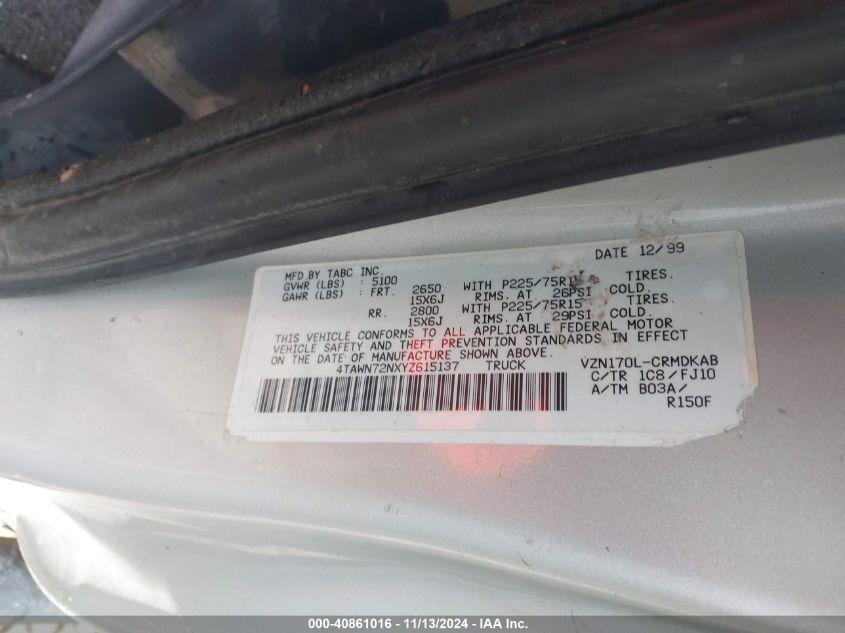 DATE 12/99
MFD BY TABC INC.
GVWR (LBS) : 5100
GAWR (LBS) : FRT. 2650 WITH P225/75R15 TIRES.
15X6J RIMS. AT 26PSI COLD.
RR. 2800 WITH P225/75R15 TIRES.
15X6J RIMS. AT 29PSI COLD.
THIS VEHICLE CONFORMS TO ALL APPLICABLE FEDERAL MOTOR
VEHICLE SAFETY AND THEFT PREVENTION STANDARDS IN EFFECT
ON THE DATE OF MANUFACTURE SHOWN ABOVE.
4TAWN72NXYZ615137 TRUCK
VZN170L-CRMDKAB
C/TR 1C8/FJ10
A/TM B03A/
R150F
000-40861016 - 11/13/2024 - IAA Inc.